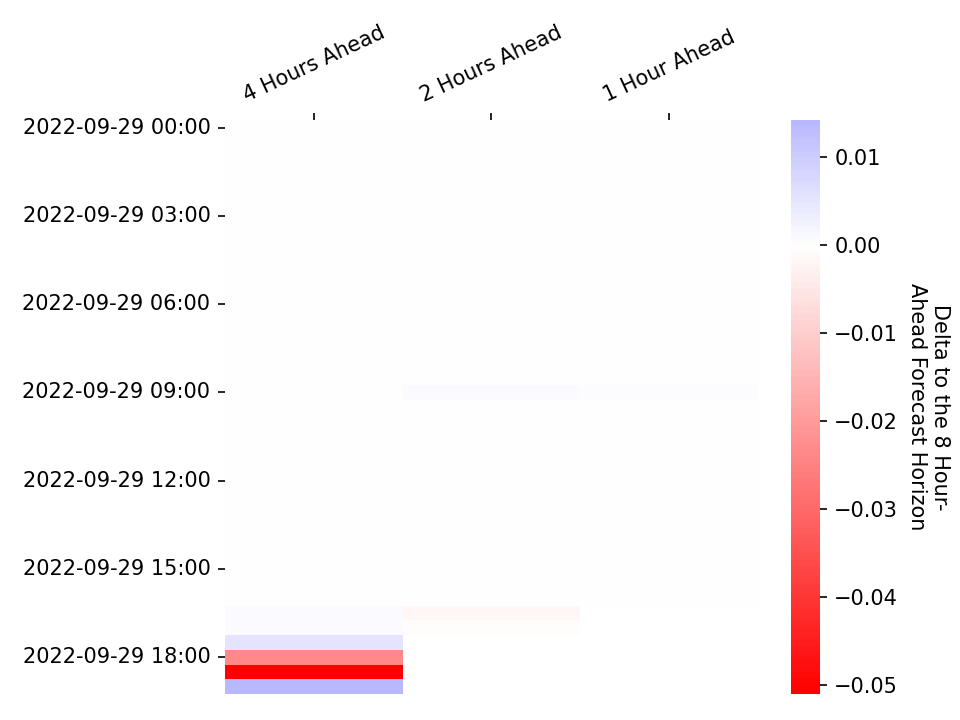 4 Hours Ahead
2 Hours Ahead
1 Hour Ahead
2022-09-29 00:00
2022-09-29 03:00
2022-09-29 06:00
2022-09-29 09:00
2022-09-29 12:00
2022-09-29 15:00
2022-09-29 18:00
0.01
0.00
−0.01
−0.02
−0.03
−0.04
−0.05
Delta to the 8 Hour-
Ahead Forecast Horizon